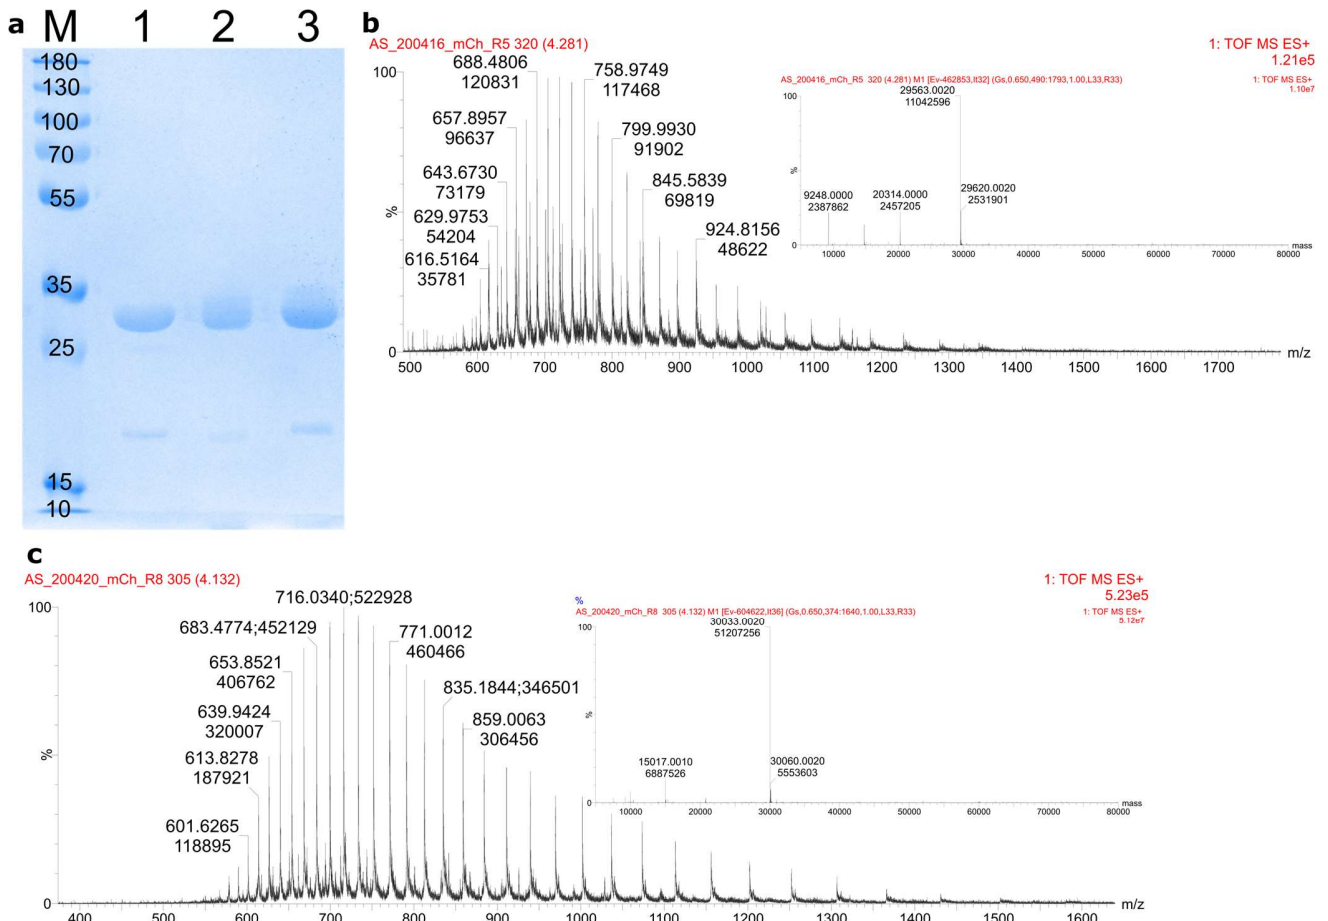 a
M 1 2 3
180
130
100
70
55
35
25
15
10
b
AS_200416_mCh_R5 320 (4.281)
1: TOF MS ES+
1.21e5
100
%
0
688.4806
120831
758.9749
117468
657.8957
96637
799.9930
91902
643.6730
73179
845.5839
69819
629.9753
54204
924.8156
48622
616.5164
35781
500 600 700 800 900 1000 1100 1200 1300 1400 1500 1600 1700
m/z
AS_200416_mCh_R5 320 (4.281) M1 [Ev-462853,It32] (Gs,0.650,490:1793,1.00,L33,R33)
1: TOF MS ES+
1.10e7
100
%
0
29563.0020
11042596
9248.0000
2387862
20314.0000
2457205
29620.0020
2531901
10000 20000 30000 40000 50000 60000 70000 80000
mass
c
AS_200420_mCh_R8 305 (4.132)
1: TOF MS ES+
5.23e5
100
%
0
716.0340;522928
683.4774;452129
771.0012
460466
653.8521
406762
835.1844;346501
639.9424
320007
859.0063
306456
613.8278
187921
601.6265
118895
400 500 600 700 800 900 1000 1100 1200 1300 1400 1500 1600
m/z
%
AS_200420_mCh_R8 305 (4.132) M1 [Ev-604622,It36] (Gs,0.650,374:1640,1.00,L33,R33)
1: TOF MS ES+
5.12e7
100
%
0
30033.0020
51207256
15017.0010
6887526
30060.0020
5553603
10000 20000 30000 40000 50000 60000 70000 80000
mass